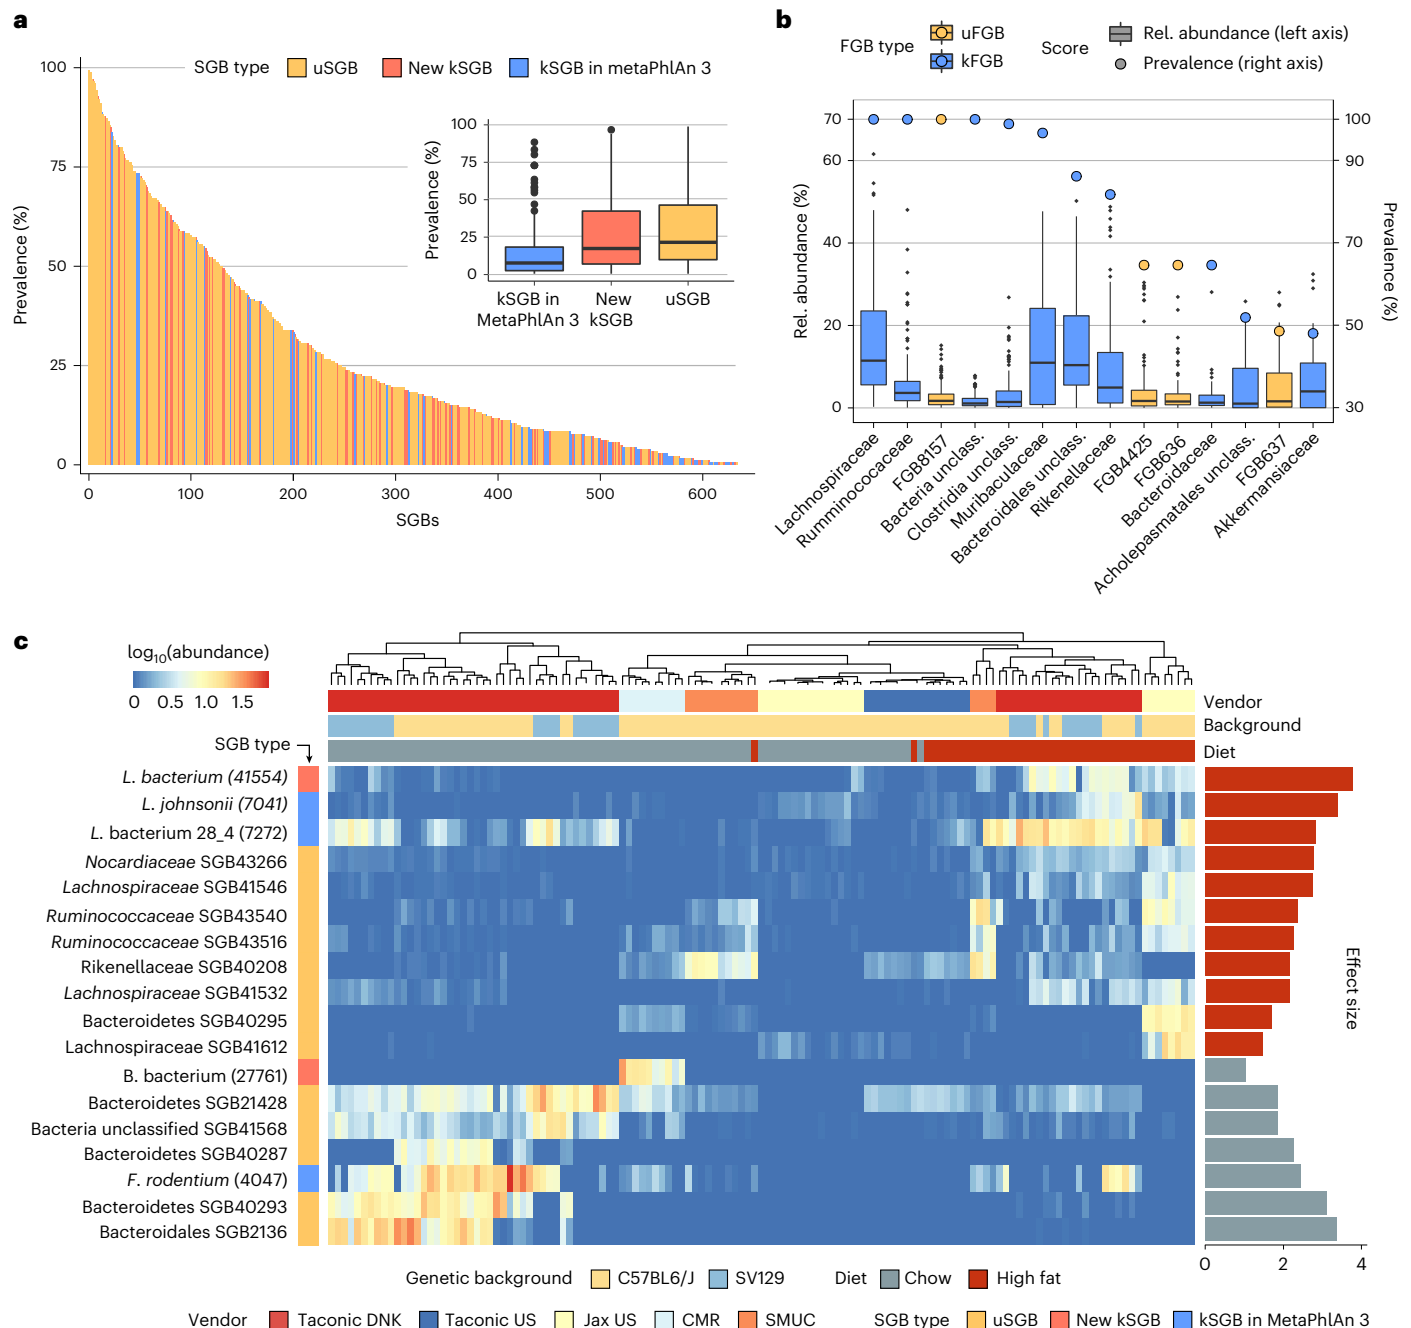 a
SGB type
uSGB
New kSGB
kSGB in metaPhlAn 3
Prevalence (%)
100
75
50
25
0
0
100
200
300
400
500
600
SGBs
Prevalence (%)
100
75
50
25
0
kSGB in MetaPhlAn 3
New kSGB
uSGB
b
FGB type
uFGB
kFGB
Score
Rel. abundance (left axis)
Prevalence (right axis)
Rel. abundance (%)
70
60
40
20
0
100
90
70
50
30
Prevalence (%)
Lachnospiraceae
Rumminococaceae
FGB8157
Bacteria unclass.
Clostridia unclass.
Muribaculaceae
Bacteroidales unclass.
Rikenellaceae
FGB4425
FGB636
Bacteroidaceae
Acholepasmatales unclass.
FGB637
Akkermansiaceae
c
log10(abundance)
0 0.5 1.0 1.5
Vendor
Background
Diet
SGB type
L. bacterium (41554)
L. johnsonii (7041)
L. bacterium 28_4 (7272)
Nocardiaceae SGB43266
Lachnospiraceae SGB41546
Ruminococcaceae SGB43540
Ruminococcaceae SGB43516
Rikenellaceae SGB40208
Lachnospiraceae SGB41532
Bacteroidetes SGB40295
Lachnospiraceae SGB41612
B. bacterium (27761)
Bacteroidetes SGB21428
Bacteria unclassified SGB41568
Bacteroidetes SGB40287
F. rodentium (4047)
Bacteroidetes SGB40293
Bacteroidales SGB2136
Effect size
0 2 4
Genetic background
C57BL6/J
SV129
Diet
Chow
High fat
Vendor
Taconic DNK
Taconic US
Jax US
CMR
SMUC
SGB type
uSGB
New kSGB
kSGB in MetaPhlAn 3